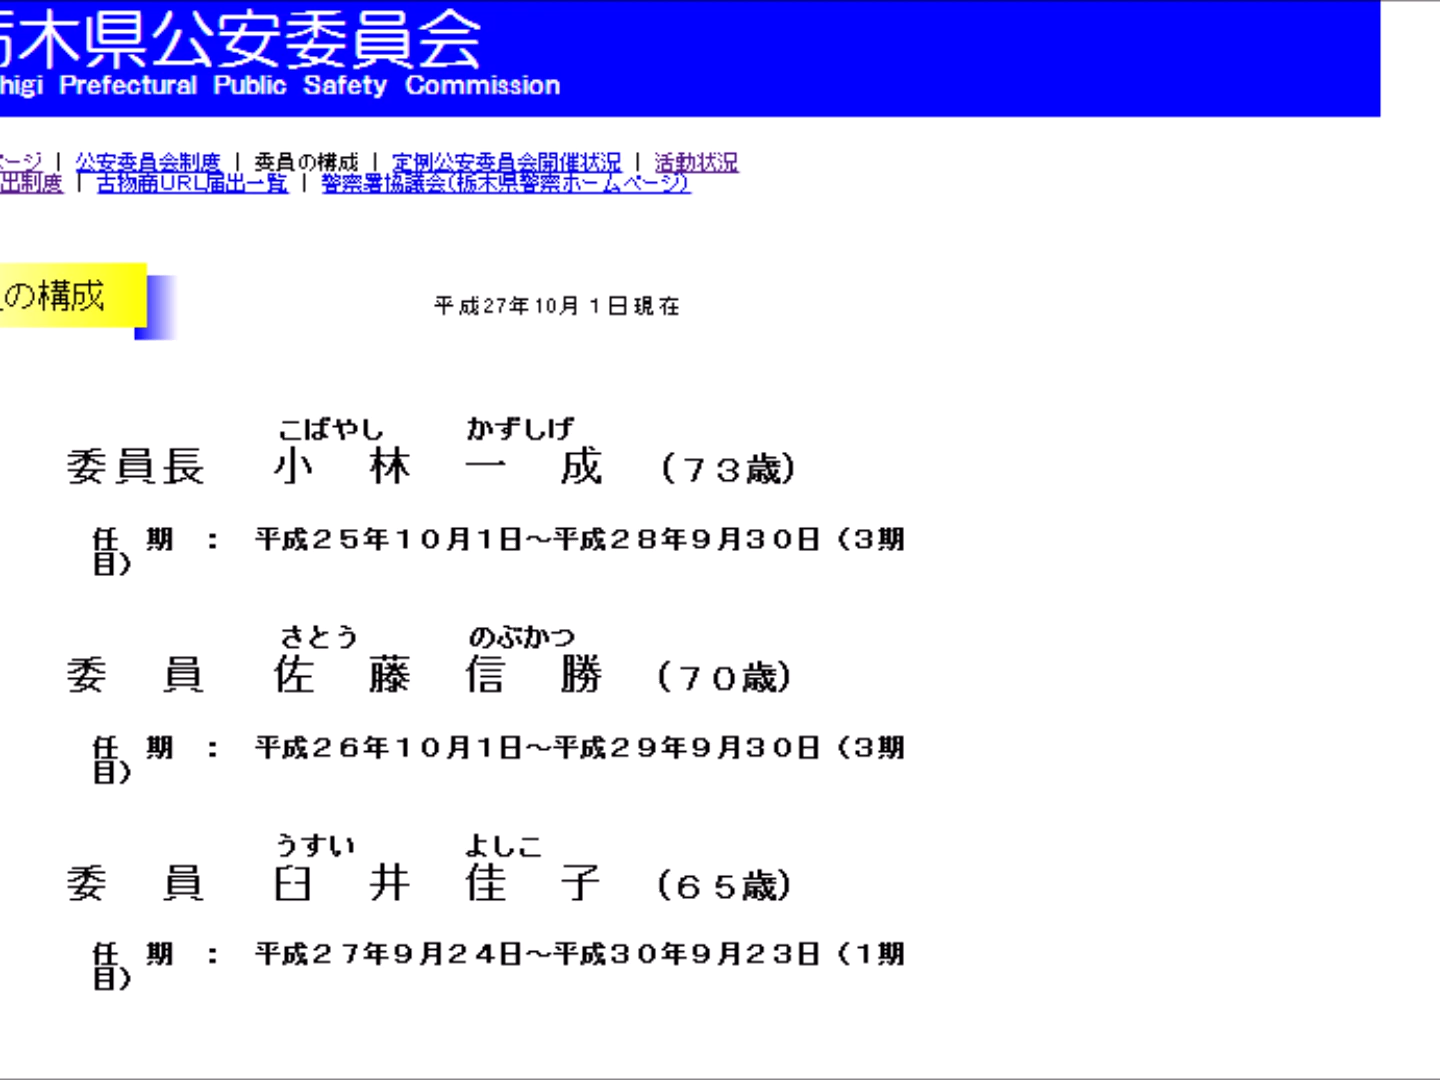 栃木県公安委員会
higi Prefectural Public Safety Commission
ページ | 公安委員会制度 | 委員の構成 | 定例公安委員会開催状況 | 活動状況
出制度 | 古物商URL届出一覧 | 警察署協議会(栃木県警察ホームページ)
の構成
平成27年10月1日現在
こばやし かずしげ
委員長 小林一成 (73歳)
任期: 平成25年10月1日~平成28年9月30日(3期
目)
さとう のぶかつ
委員 佐藤信勝 (70歳)
任期: 平成26年10月1日~平成29年9月30日(3期
目)
うすい よしこ
委員 臼井佳子 (65歳)
任期: 平成27年9月24日~平成30年9月23日(1期
目)